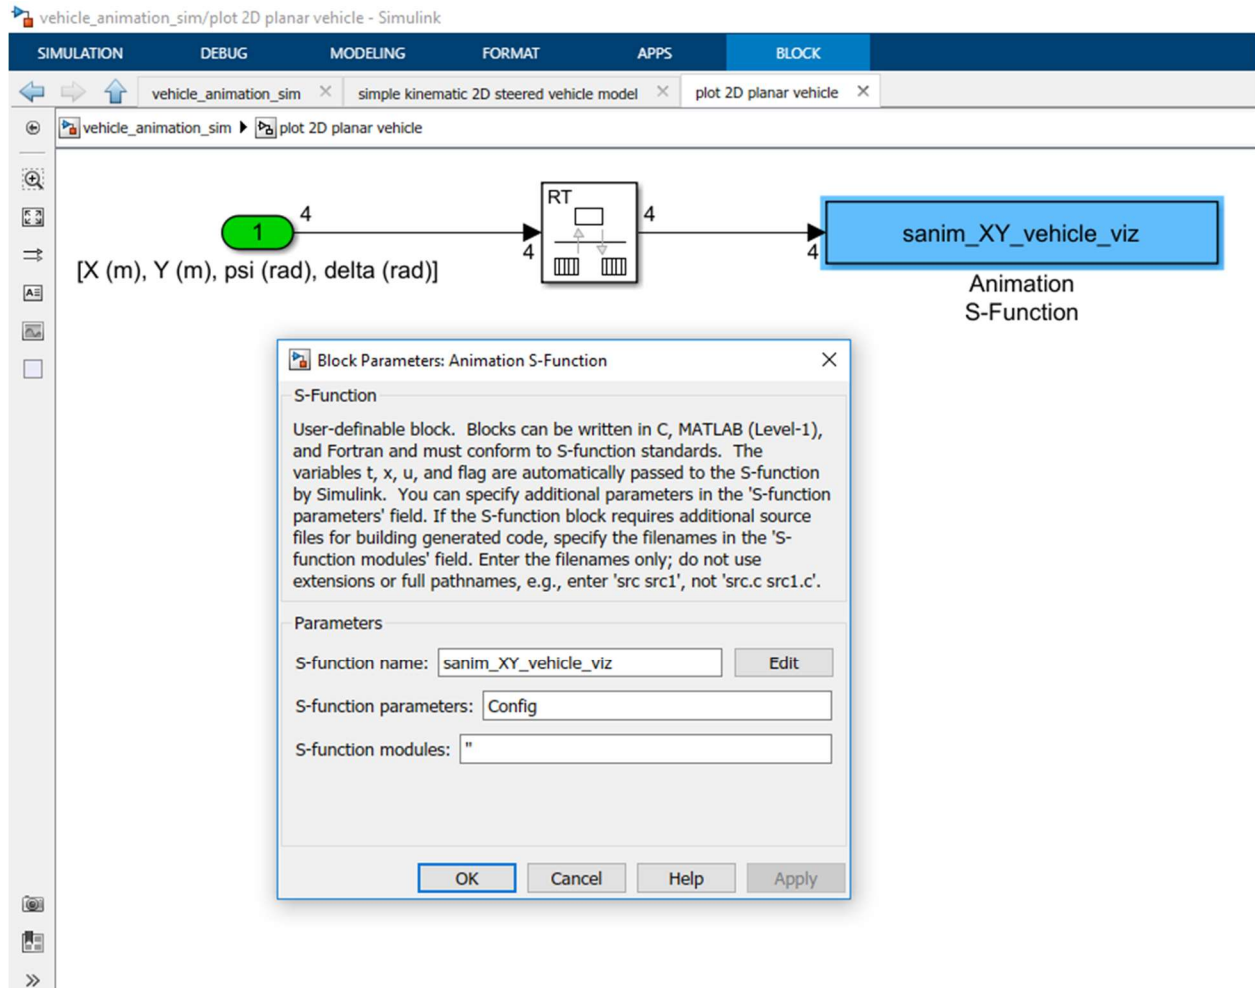 vehicle_animation_sim/plot 2D planar vehicle - Simulink
SIMULATION DEBUG MODELING FORMAT APPS BLOCK
vehicle_animation_sim simple kinematic 2D steered vehicle model plot 2D planar vehicle
vehicle_animation_sim plot 2D planar vehicle
1
4
4
[X (m), Y (m), psi (rad), delta (rad)]
RT
4
4
sanim_XY_vehicle_viz
Animation
S-Function
Block Parameters: Animation S-Function
S-Function
User-definable block. Blocks can be written in C, MATLAB (Level-1),
and Fortran and must conform to S-function standards. The
variables t, x, u, and flag are automatically passed to the S-function
by Simulink. You can specify additional parameters in the 'S-function
parameters' field. If the S-function block requires additional source
files for building generated code, specify the filenames in the 'S-
function modules' field. Enter the filenames only; do not use
extensions or full pathnames, e.g., enter 'src src1', not 'src.c src1.c'.
Parameters
S-function name: sanim_XY_vehicle_viz Edit
S-function parameters: Config
S-function modules: ''
OK Cancel Help Apply